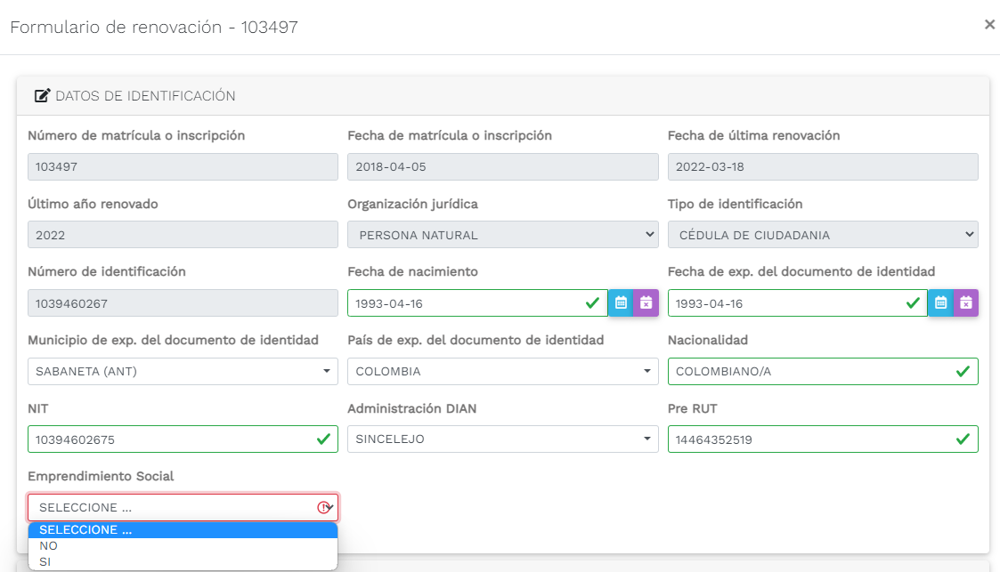 Formulario de renovación - 103497
×
DATOS DE IDENTIFICACIÓN
Número de matrícula o inscripción
Fecha de matrícula o inscripción
Fecha de última renovación
103497
2018-04-05
2022-03-18
Último año renovado
Organización jurídica
Tipo de identificación
2022
PERSONA NATURAL
CÉDULA DE CIUDADANIA
Número de identificación
Fecha de nacimiento
Fecha de exp. del documento de identidad
1039460267
1993-04-16
1993-04-16
Municipio de exp. del documento de identidad
País de exp. del documento de identidad
Nacionalidad
SABANETA (ANT)
COLOMBIA
COLOMBIANO/A
NIT
Administración DIAN
Pre RUT
10394602675
SINCELEJO
14464352519
Emprendimiento Social
SELECCIONE ...
SELECCIONE ...
NO
SI